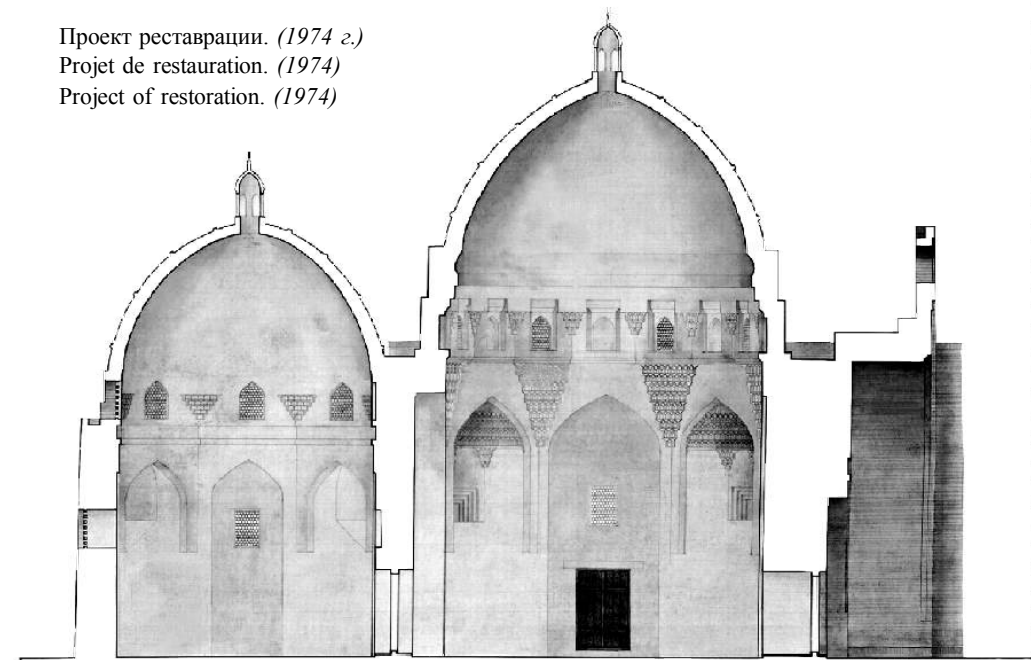 Проект реставрации. (1974 г.)
Projet de restauration. (1974)
Project of restoration. (1974)